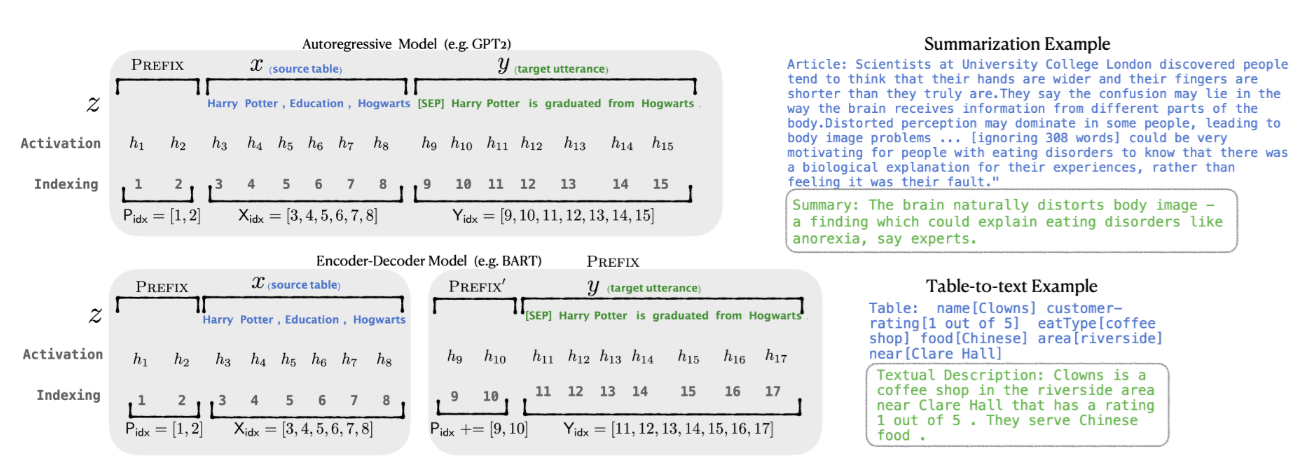 Autoregressive Model (e.g. GPT2)
PREFIX x (source table) y (target utterance)
z Harry Potter , Education , Hogwarts [SEP] Harry Potter is graduated from Hogwarts .
Activation h1 h2 h3 h4 h5 h6 h7 h8 h9 h10 h11 h12 h13 h14 h15
Indexing 1 2 3 4 5 6 7 8 9 10 11 12 13 14 15
Pidx = [1, 2] Xidx = [3, 4, 5, 6, 7, 8] Yidx = [9, 10, 11, 12, 13, 14, 15]
Encoder-Decoder Model (e.g. BART) PREFIX
PREFIX x (source table) PREFIX′ y (target utterance)
z Harry Potter , Education , Hogwarts [SEP] Harry Potter is graduated from Hogwarts .
Activation h1 h2 h3 h4 h5 h6 h7 h8 h9 h10 h11 h12 h13 h14 h15 h16 h17
Indexing 1 2 3 4 5 6 7 8 9 10 11 12 13 14 15 16 17
Pidx = [1, 2] Xidx = [3, 4, 5, 6, 7, 8] Pidx += [9, 10] Yidx = [11, 12, 13, 14, 15, 16, 17]
Summarization Example
Article: Scientists at University College London discovered people
tend to think that their hands are wider and their fingers are
shorter than they truly are.They say the confusion may lie in the
way the brain receives information from different parts of the
body.Distorted perception may dominate in some people, leading to
body image problems ... [ignoring 308 words] could be very
motivating for people with eating disorders to know that there was
a biological explanation for their experiences, rather than
feeling it was their fault."
Summary: The brain naturally distorts body image –
a finding which could explain eating disorders like
anorexia, say experts.
Table-to-text Example
Table: name[Clowns] customer-
rating[1 out of 5] eatType[coffee
shop] food[Chinese] area[riverside]
near[Clare Hall]
Textual Description: Clowns is a
coffee shop in the riverside area
near Clare Hall that has a rating
1 out of 5 . They serve Chinese
food .